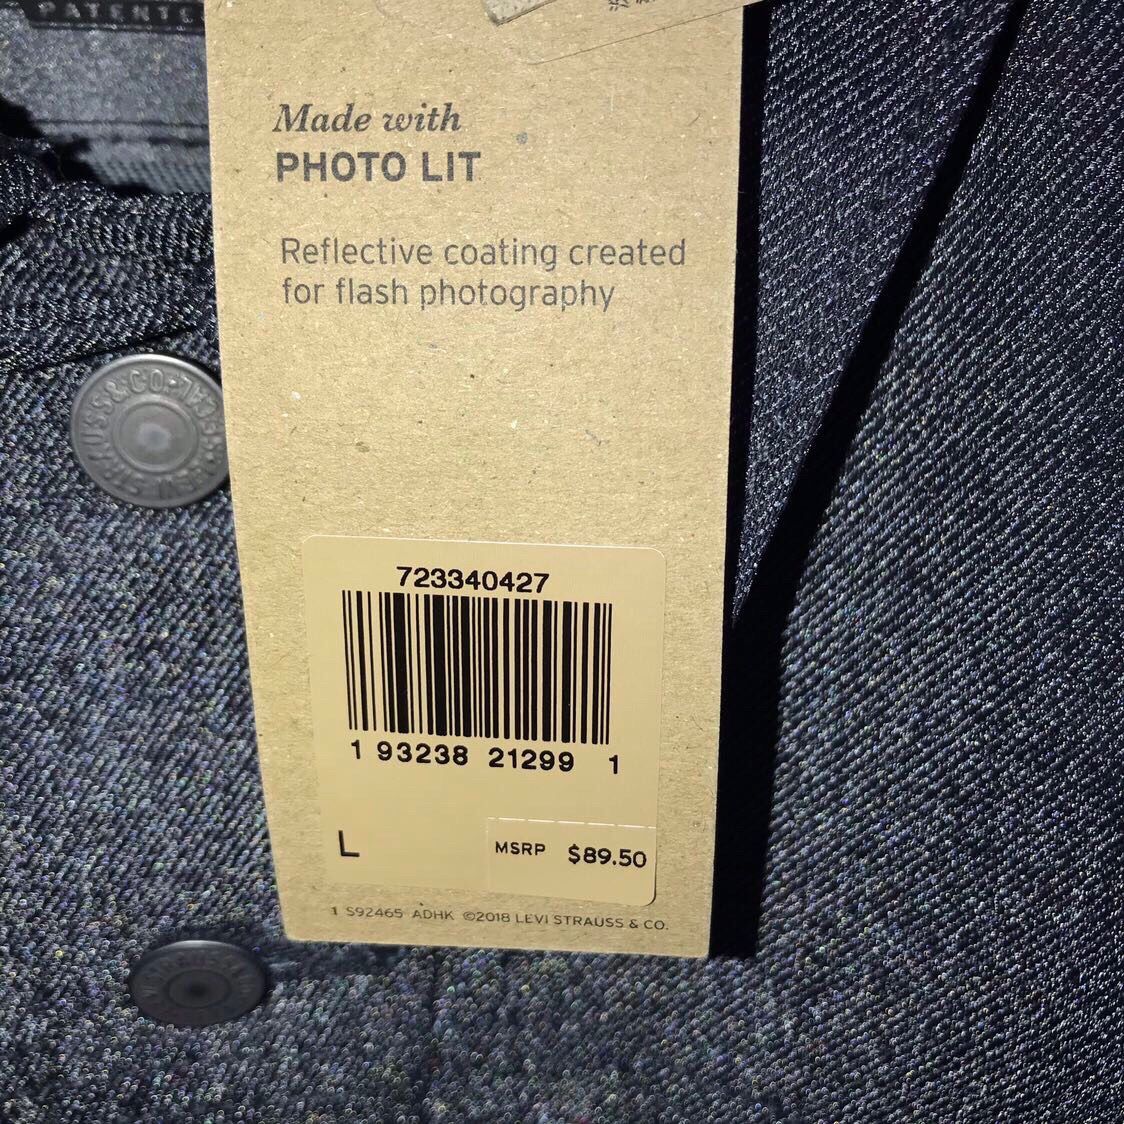 PATENTC
Made with
PHOTO LIT
Reflective coating created
for flash photography
723340427
1 93238 21299 1
L
MSRP $89.50
1 S92465 ADHK ©2018 LEVI STRAUSS & CO.